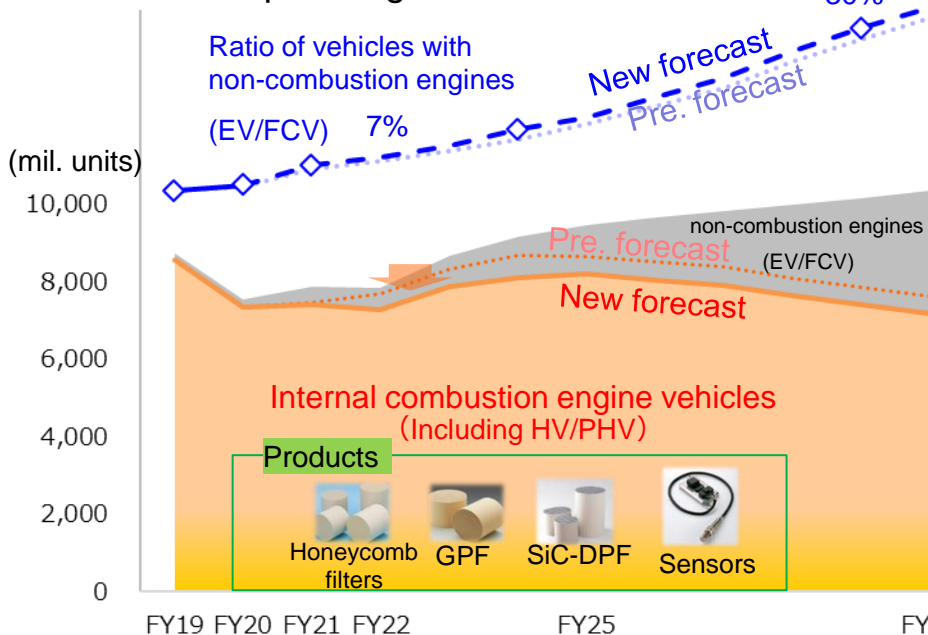 Ratio of vehicles with
non-combustion engines
(EV/FCV)
7%
New forecast
Pre. forecast
(mil. units)
10,000
8,000
6,000
4,000
2,000
0
non-combustion engines
(EV/FCV)
Pre. forecast
New forecast
Internal combustion engine vehicles
（Including HV/PHV）
Products
Honeycomb
filters
GPF
SiC-DPF
Sensors
FY19 FY20 FY21 FY22 FY25 FY